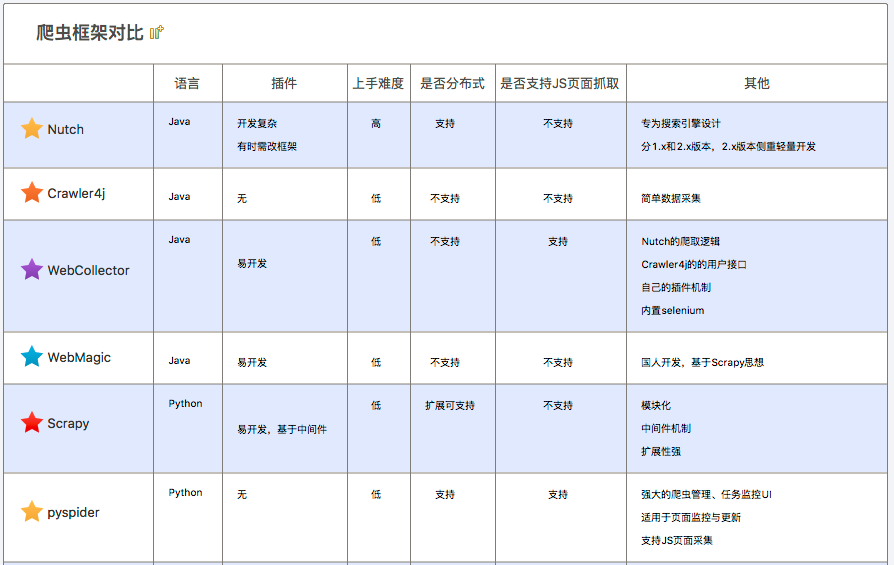 爬虫框架对比
语言 插件 上手难度 是否分布式 是否支持JS页面抓取 其他
Nutch Java 开发复杂 高 支持 不支持 专为搜索引擎设计
有时需改框架 分1.x和2.x版本，2.x版本侧重轻量开发
Crawler4j Java 无 低 不支持 不支持 简单数据采集
WebCollector Java 易开发 低 不支持 支持 Nutch的爬取逻辑
Crawler4j的的用户接口
自己的插件机制
内置selenium
WebMagic Java 易开发 低 不支持 不支持 国人开发，基于Scrapy思想
Scrapy Python 易开发，基于中间件 低 扩展可支持 不支持 模块化
中间件机制
扩展性强
pyspider Python 无 低 支持 支持 强大的爬虫管理、任务监控UI
适用于页面监控与更新
支持JS页面采集